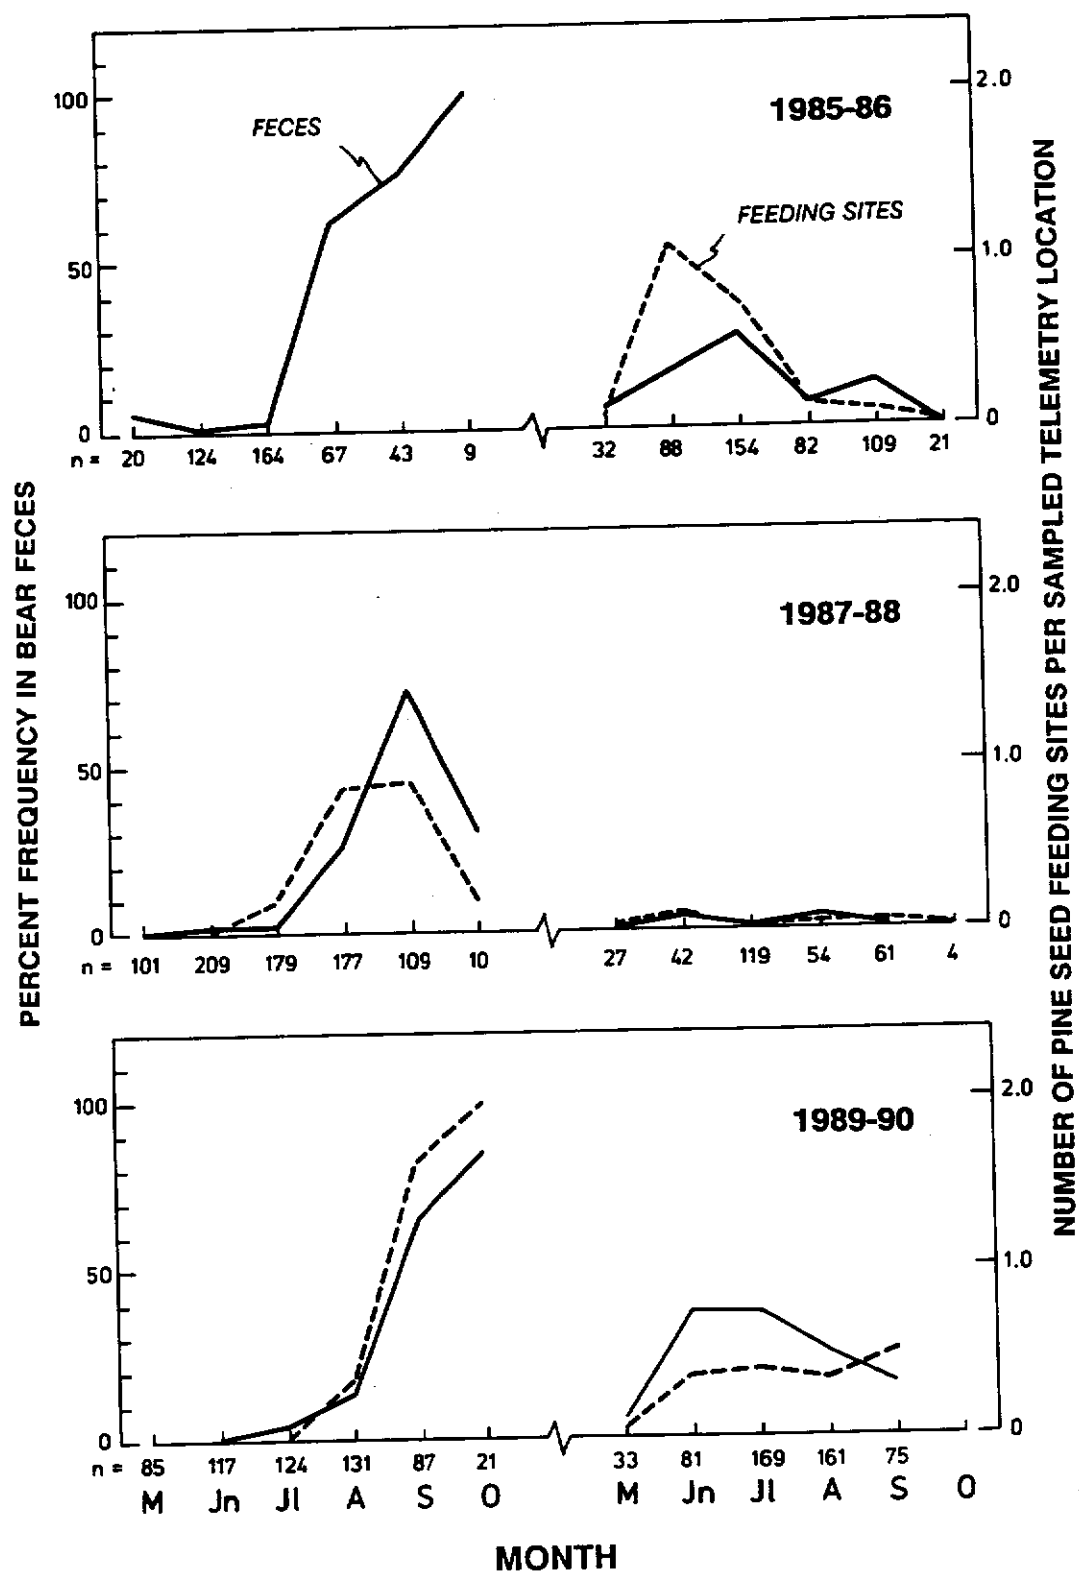 PERCENT FREQUENCY IN BEAR FECES
NUMBER OF PINE SEED FEEDING SITES PER SAMPLED TELEMETRY LOCATION
1985-86
FECES
FEEDING SITES
100
50
0
2.0
1.0
0
n = 20 124 164 67 43 9 32 88 154 82 109 21
1987-88
100
50
0
2.0
1.0
0
n = 101 209 179 177 109 10 27 42 119 54 61 4
1989-90
100
50
0
2.0
1.0
0
n = 85 117 124 131 87 21 33 81 169 161 75
M Jn Jl A S O M Jn Jl A S O
MONTH